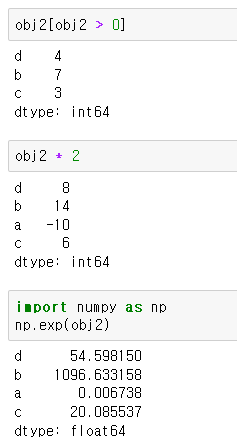 obj2[obj2 > 0]
d    4
b    7
c    3
dtype: int64
obj2 * 2
d     8
b    14
a   -10
c     6
dtype: int64
import numpy as np
np.exp(obj2)
d      54.598150
b    1096.633158
a       0.006738
c      20.085537
dtype: float64